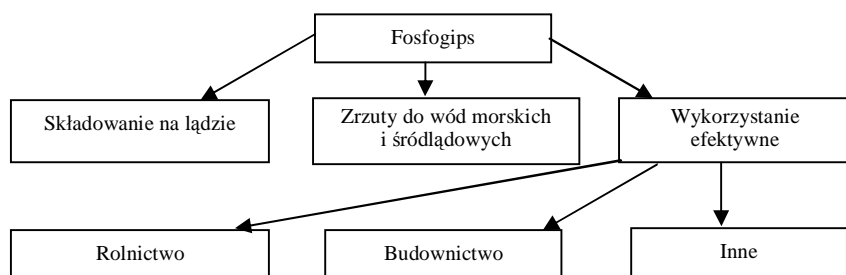 Fosfogips
Składowanie na lądzie
Zrzuty do wód morskich
i śródlądowych
Wykorzystanie
efektywne
Rolnictwo
Budownictwo
Inne